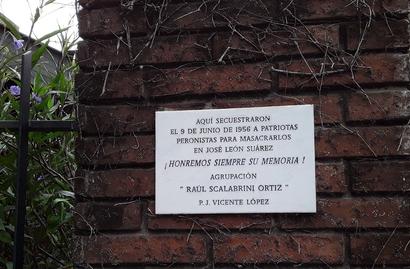 AQUÍ SECUESTRARON
EL 9 DE JUNIO DE 1956 A PATRIOTAS
PERONISTAS PARA MASACRARLOS
EN JOSÉ LEÓN SUÁREZ
¡HONREMOS SIEMPRE SU MEMORIA!
AGRUPACIÓN
" RAÚL SCALABRINI ORTIZ "
P.J. VICENTE LÓPEZ